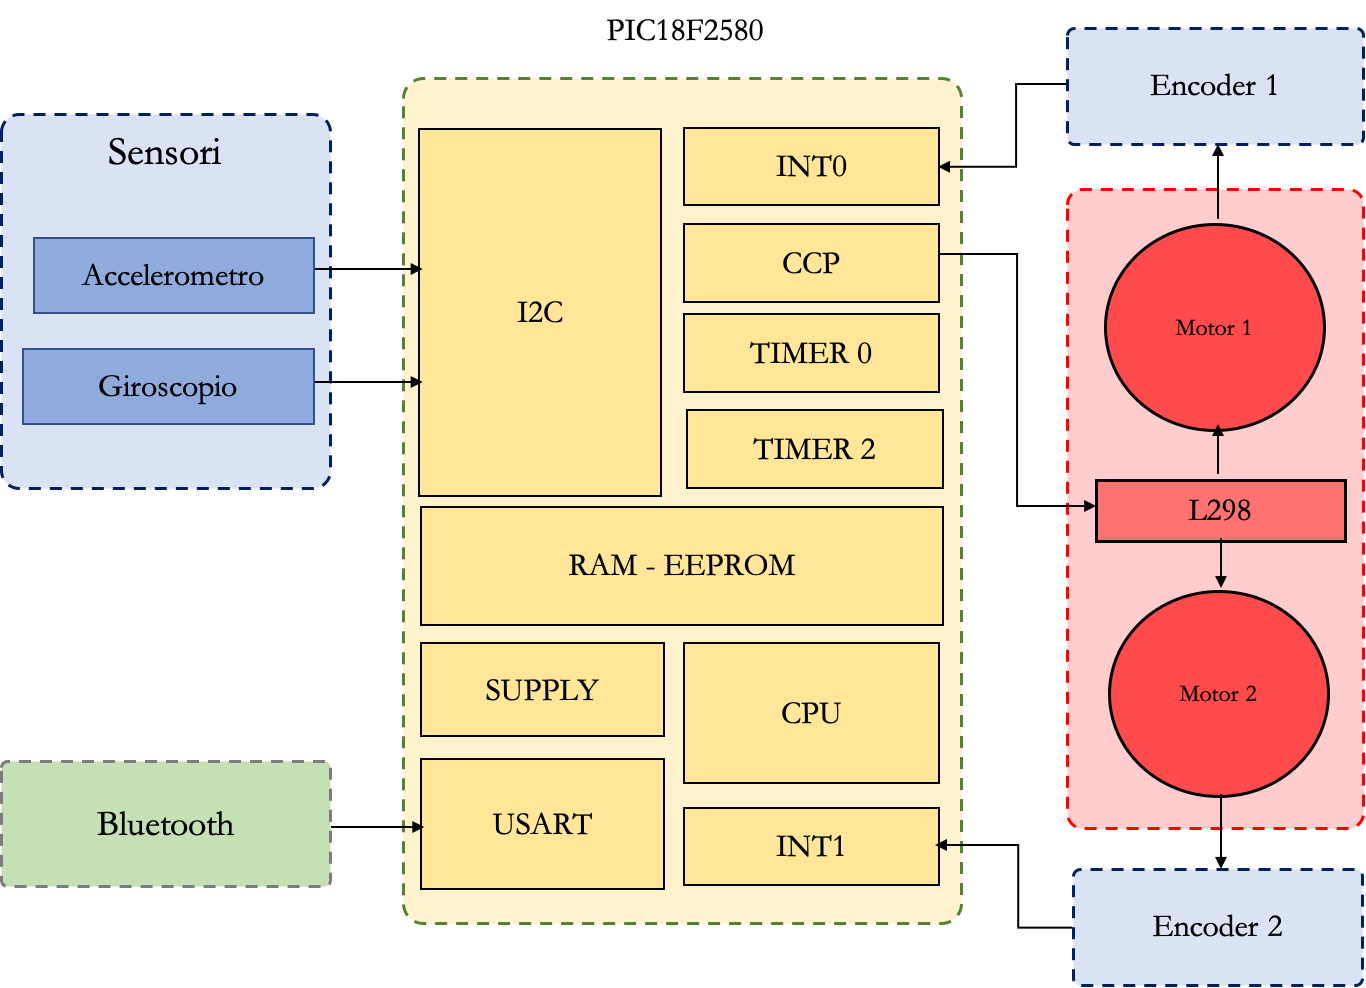 PIC18F2580
Sensori
Accelerometro
Giroscopio
Bluetooth
I2C
INT0
CCP
TIMER 0
TIMER 2
RAM - EEPROM
SUPPLY
CPU
USART
INT1
Encoder 1
Motor 1
L298
Motor 2
Encoder 2